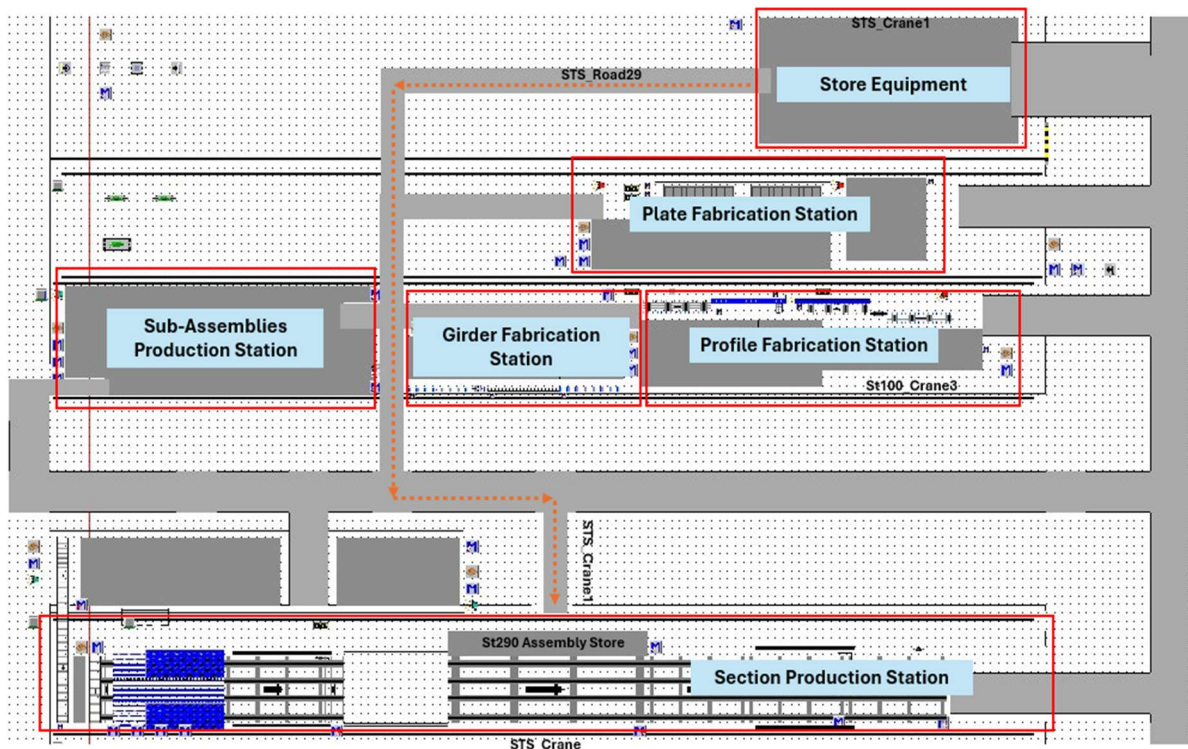 STS_Crane1
STS_Road29
Store Equipment
Plate Fabrication Station
Sub-Assemblies
Production Station
Girder Fabrication
Station
Profile Fabrication Station
St100_Crane3
STS_Crane1
St290 Assembly Store
Section Production Station
STS_Crane